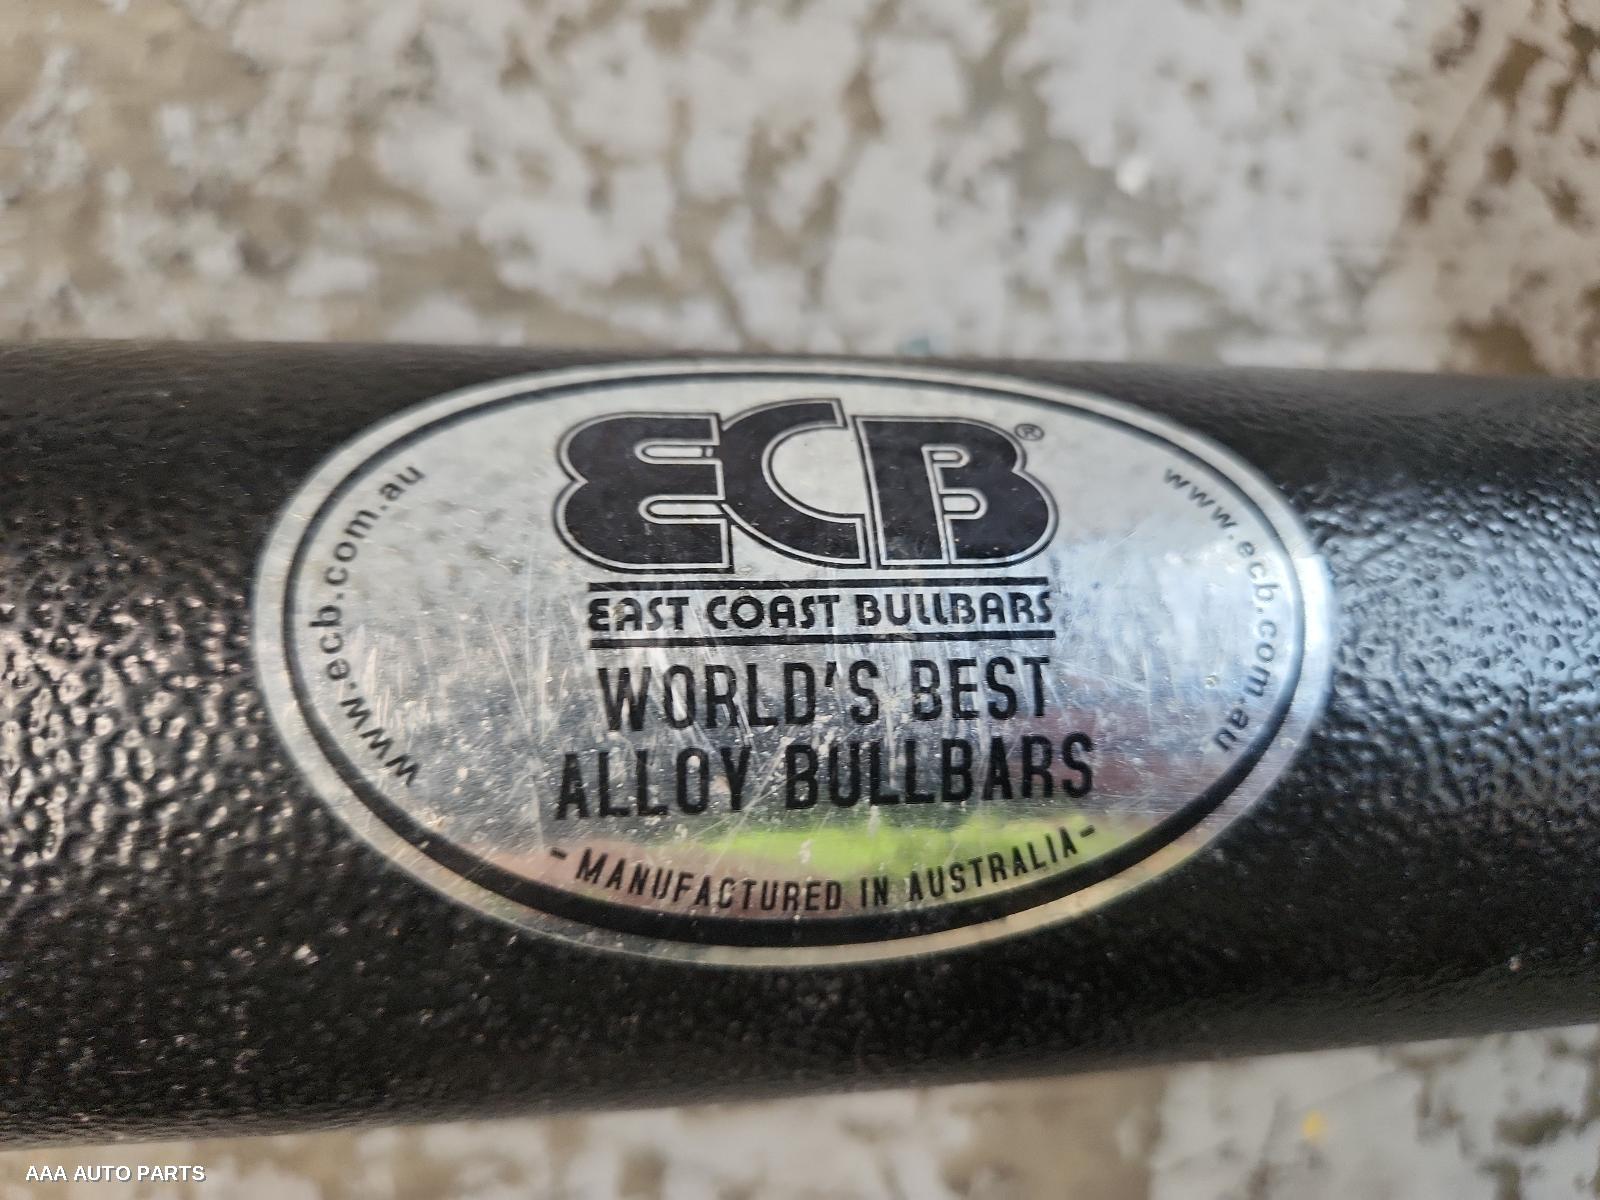 ECB®
EAST COAST BULLBARS
WORLD'S BEST
ALLOY BULLBARS
- MANUFACTURED IN AUSTRALIA -
www.ecb.com.au
www.ecb.com.au
AAA AUTO PARTS